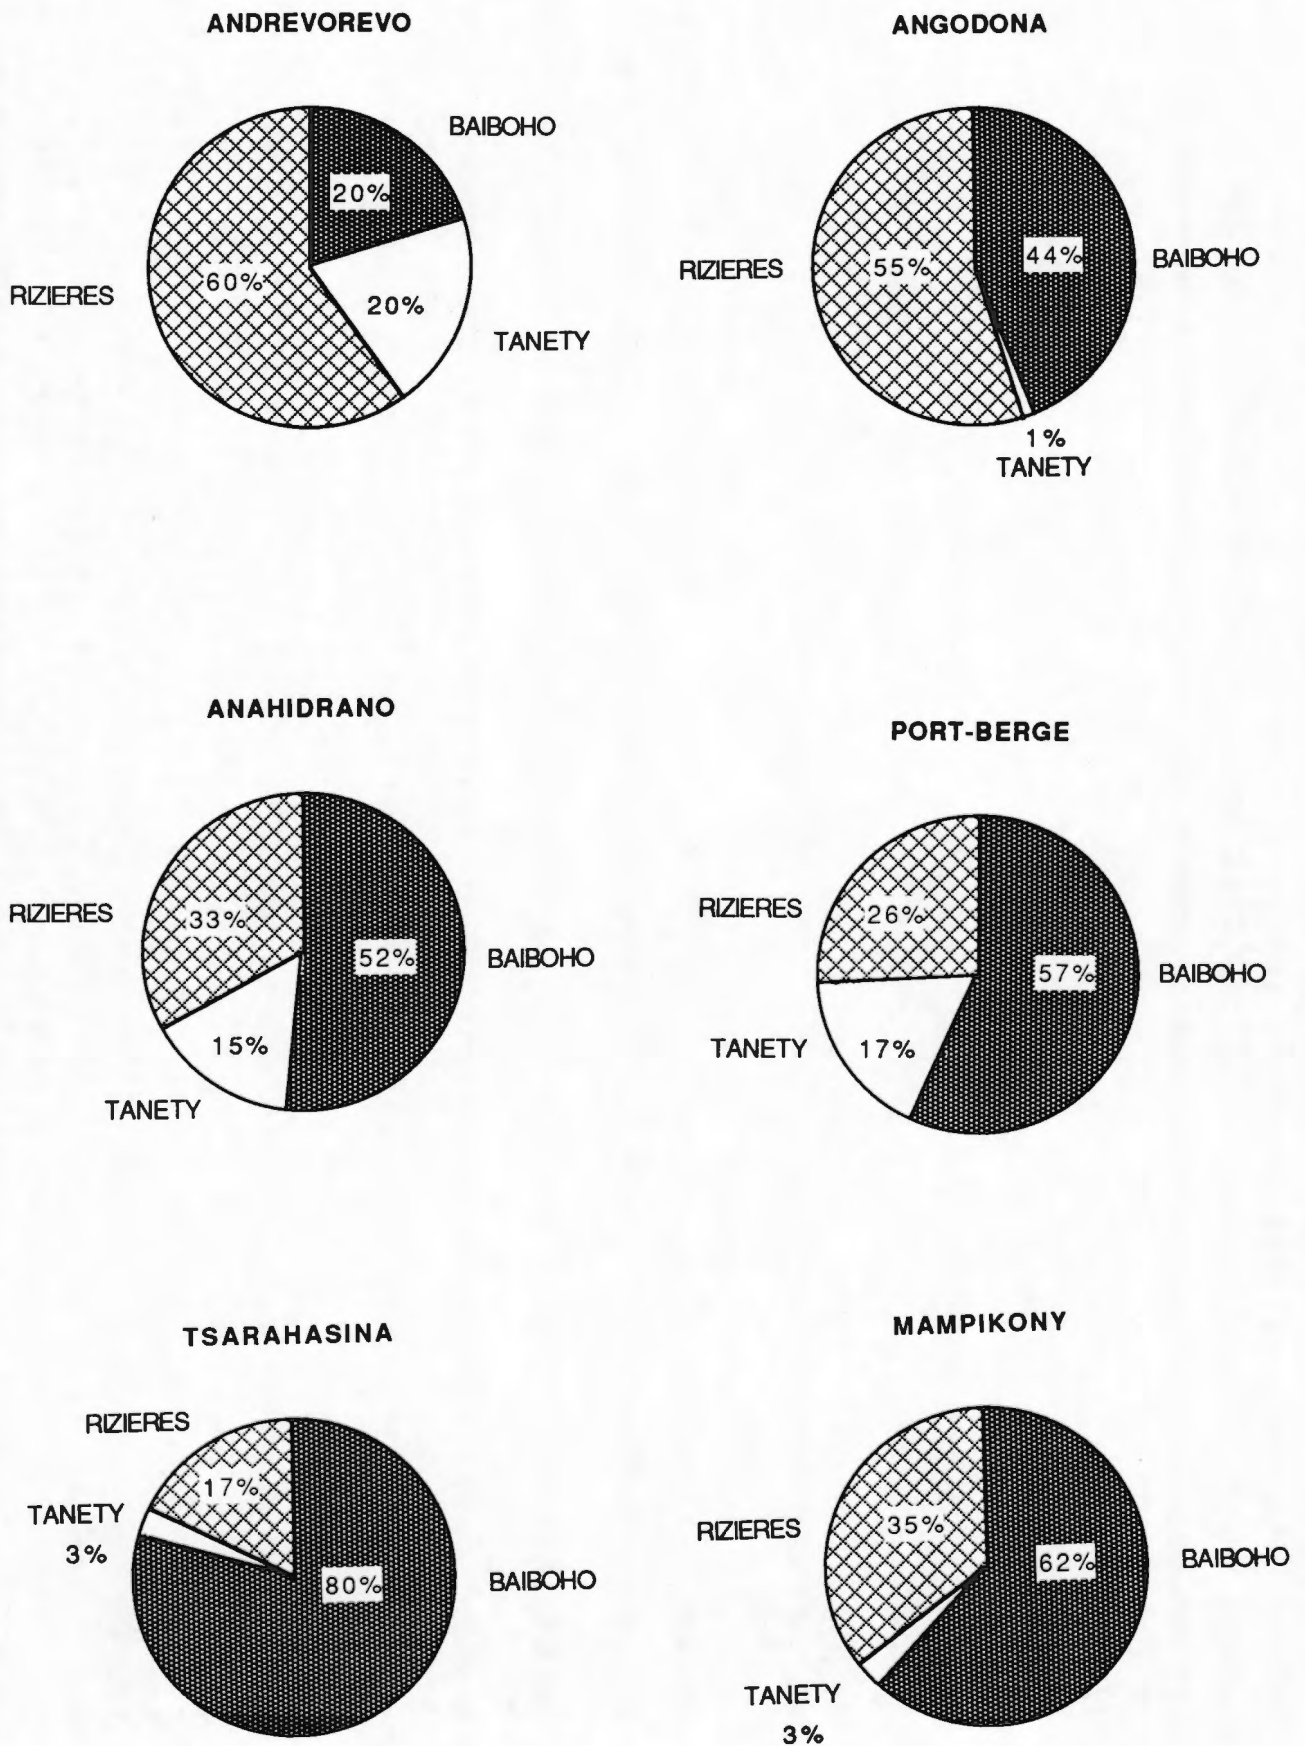 ANDREVOREVO
BAIBOHO
20%
RIZIERES
60%
20%
TANETY
ANGODONA
RIZIERES
55%
44%
BAIBOHO
1%
TANETY
ANAHIDRANO
RIZIERES
33%
52%
BAIBOHO
15%
TANETY
PORT-BERGE
RIZIERES
26%
57%
BAIBOHO
TANETY
17%
TSARAHASINA
RIZIERES
17%
TANETY
3%
80%
BAIBOHO
MAMPIKONY
RIZIERES
35%
62%
BAIBOHO
TANETY
3%